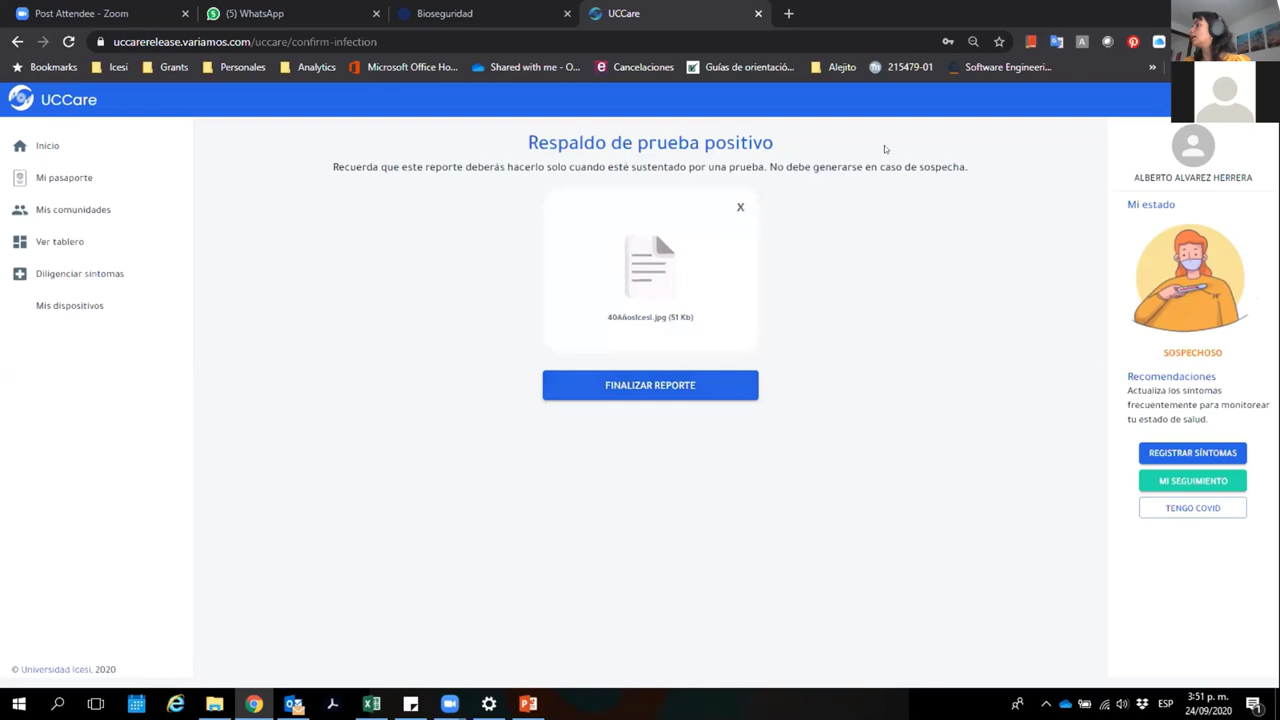 Post Attendee - Zoom
(5) WhatsApp
Bioseguridad
UCCare
uccarerelease.variamos.com/uccare/confirm-infection
Bookmarks
Icesi
Grants
Personales
Analytics
Microsoft Office Ho...
Shared with me - O...
Cancelaciones
Guías de orientació...
Alejito
215479-01
Software Engineeri...
»
UCCare
Inicio
Mi pasaporte
Mis comunidades
Ver tablero
Diligenciar síntomas
Mis dispositivos
Respaldo de prueba positivo
Recuerda que este reporte deberás hacerlo solo cuando esté sustentado por una prueba. No debe generarse en caso de sospecha.
X
40AñosIcesi.jpg (51 Kb)
FINALIZAR REPORTE
ALBERTO ALVAREZ HERRERA
Mi estado
SOSPECHOSO
Recomendaciones
Actualiza los síntomas
frecuentemente para monitorear
tu estado de salud.
REGISTRAR SÍNTOMAS
MI SEGUIMIENTO
TENGO COVID
© Universidad Icesi, 2020
ESP
3:51 p. m.
24/09/2020